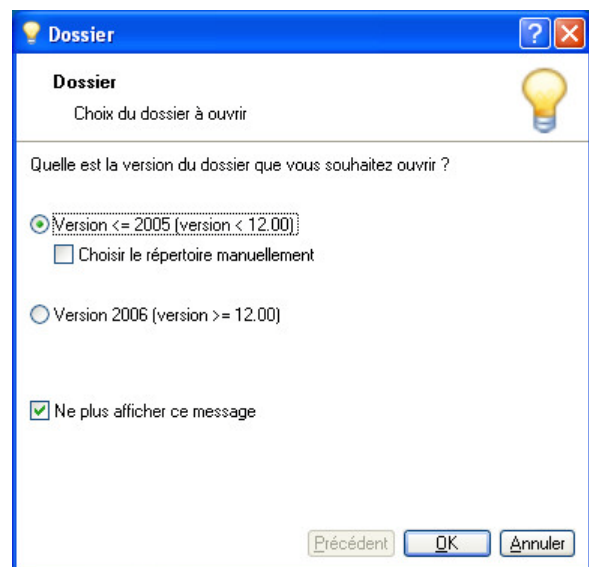 Dossier
Dossier
Choix du dossier à ouvrir
Quelle est la version du dossier que vous souhaitez ouvrir ?
Version <= 2005 (version < 12.00)
Choisir le répertoire manuellement
Version 2006 (version >= 12.00)
Ne plus afficher ce message
Précédent OK Annuler